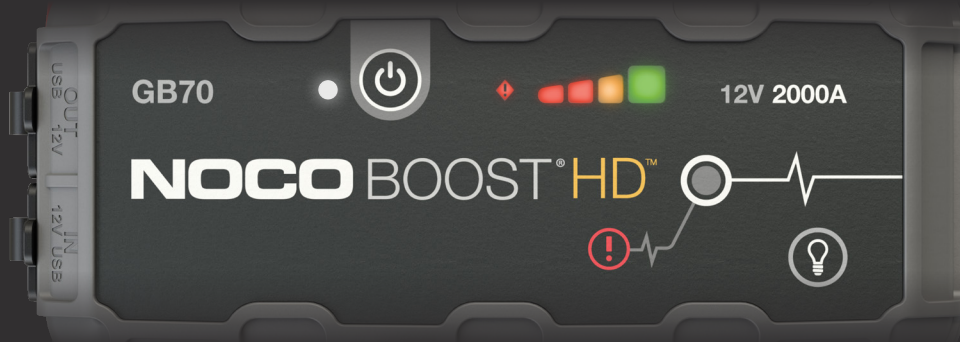 GB70
12V 2000A
NOCO BOOST® HD™
OUT
USB 12V
IN
12V USB